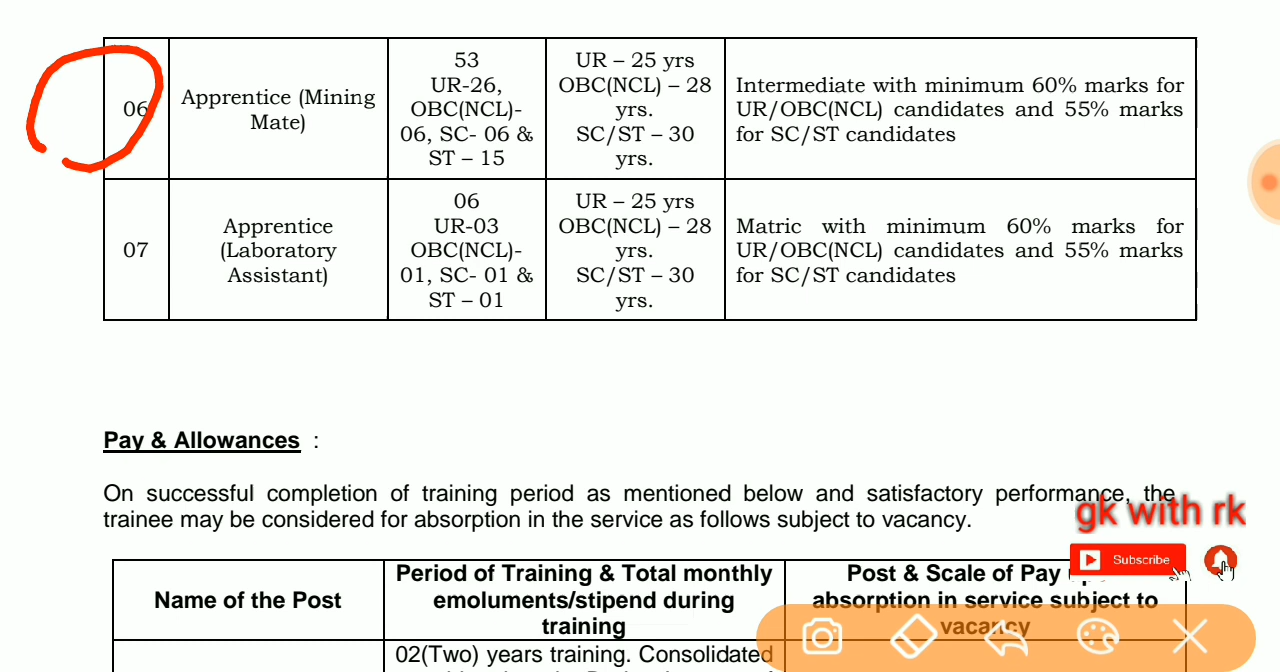 06
Apprentice (Mining
Mate)
53
UR-26,
OBC(NCL)-
06, SC- 06 &
ST – 15
UR – 25 yrs
OBC(NCL) – 28
yrs.
SC/ST – 30
yrs.
Intermediate with minimum 60% marks for
UR/OBC(NCL) candidates and 55% marks
for SC/ST candidates
07
Apprentice
(Laboratory
Assistant)
06
UR-03
OBC(NCL)-
01, SC- 01 &
ST – 01
UR – 25 yrs
OBC(NCL) – 28
yrs.
SC/ST – 30
yrs.
Matric with minimum 60% marks for
UR/OBC(NCL) candidates and 55% marks
for SC/ST candidates
Pay & Allowances :
On successful completion of training period as mentioned below and satisfactory performance, the
trainee may be considered for absorption in the service as follows subject to vacancy.
gk with rk
Subscribe
Name of the Post
Period of Training & Total monthly
emoluments/stipend during
training
Post & Scale of Pay
absorption in service subject to
vacancy
02(Two) years training. Consolidated